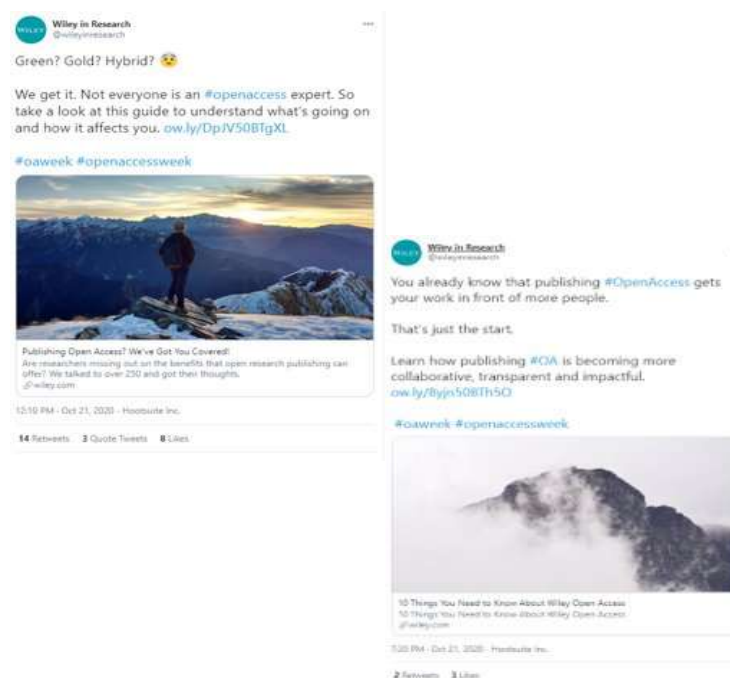 WILEY
Wiley in Research
@wileyinresearch
Green? Gold? Hybrid? 😨
We get it. Not everyone is an #openaccess expert. So
take a look at this guide to understand what's going on
and how it affects you. ow.ly/DpJV50BTgXL
#oaweek #openaccessweek
Publishing Open Access? We've Got You Covered!
Are researchers missing out on the benefits that open research publishing can
offer? We talked to over 250 and got their thoughts.
wiley.com
12:10 PM · Oct 21, 2020 · Hootsuite Inc.
14 Retweets 3 Quote Tweets 8 Likes
WILEY
Wiley in Research
@wileyinresearch
You already know that publishing #OpenAccess gets
your work in front of more people.
That's just the start.
Learn how publishing #OA is becoming more
collaborative, transparent and impactful.
#oaweek #openaccessweek
10 Things You Need to Know About Wiley Open Access
10 Things You Need to Know About Wiley Open Access
wiley.com
PM · Oct 21, 2020 · Hootsuite Inc.
2 Retweets 3 Likes